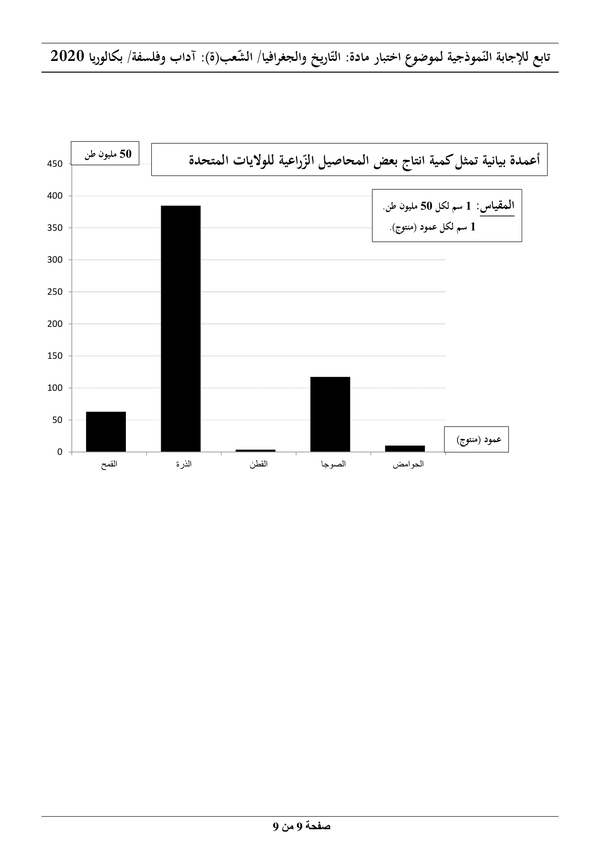 تابع للإجابة النّموذجية لموضوع اختبار مادة: التّاريخ والجغرافيا/ الشّعب(ة): آداب وفلسفة/ بكالوريا 2020
أعمدة بيانية تمثل كمية انتاج بعض المحاصيل الزّراعية للولايات المتحدة
50 مليون طن
المقياس: 1 سم لكل 50 مليون طن.
1 سم لكل عمود (منتوج).
450
400
350
300
250
200
150
100
50
0
عمود (منتوج)
القمح
الذرة
القطن
الصوجا
الحوامض
صفحة 9 من 9